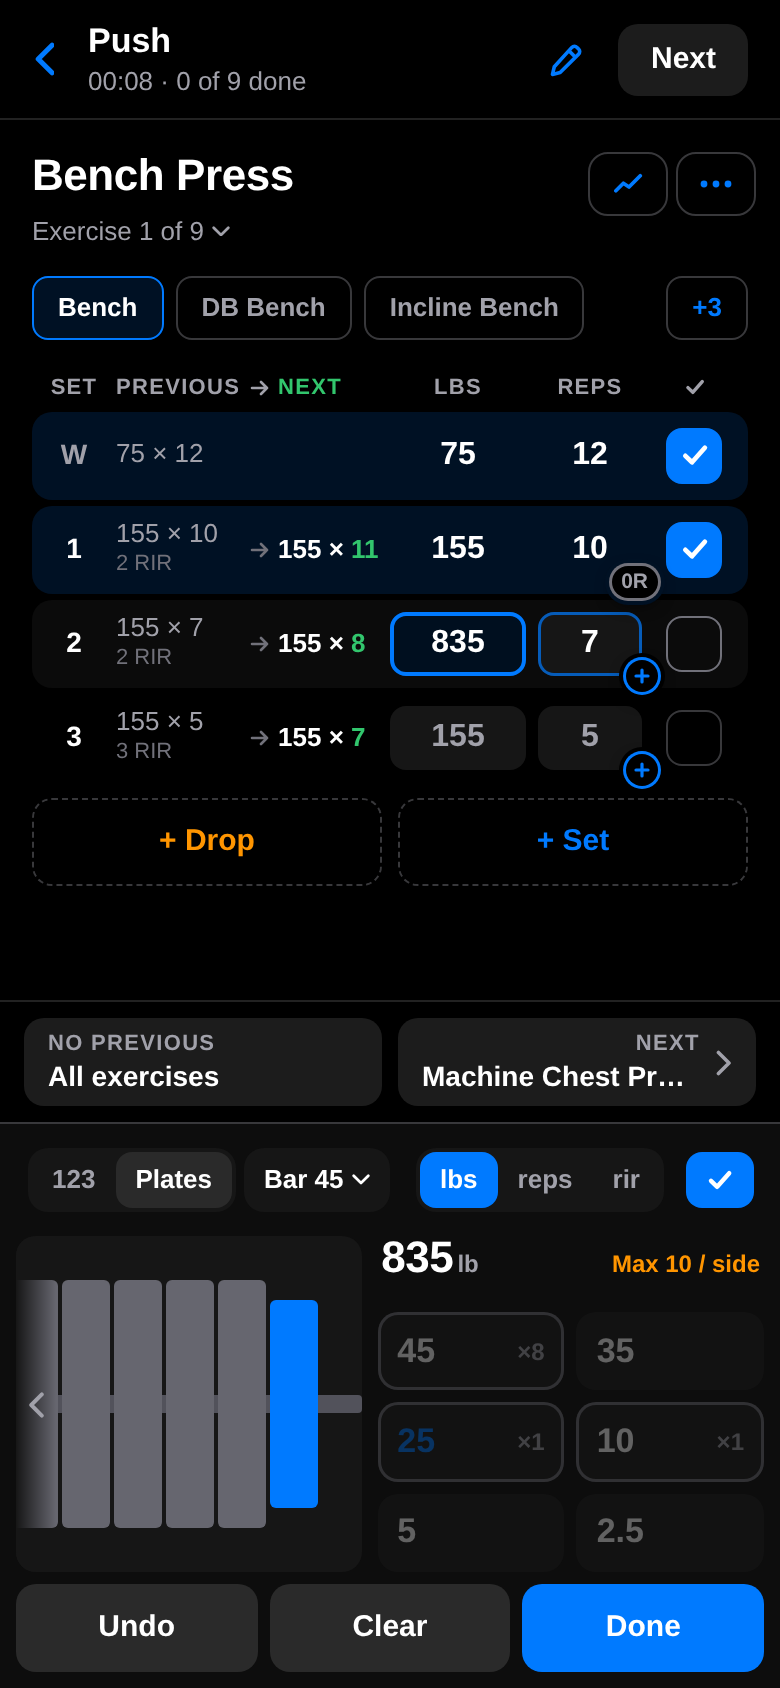 Push
00:08 · 0 of 9 done
Next
Bench Press
Exercise 1 of 9
Bench
DB Bench
Incline Bench
+3
SET PREVIOUS → NEXT LBS REPS ✓
W 75 × 12 75 12
1 155 × 10 → 155 × 11 155 10
2 RIR
0R
2 155 × 7 → 155 × 8 835 7
2 RIR
+
3 155 × 5 → 155 × 7 155 5
3 RIR
+
+ Drop
+ Set
NO PREVIOUS
All exercises
NEXT
Machine Chest Pr…
123 Plates Bar 45 lbs reps rir
835 lb Max 10 / side
45 ×8 35
25 ×1 10 ×1
5 2.5
Undo Clear Done